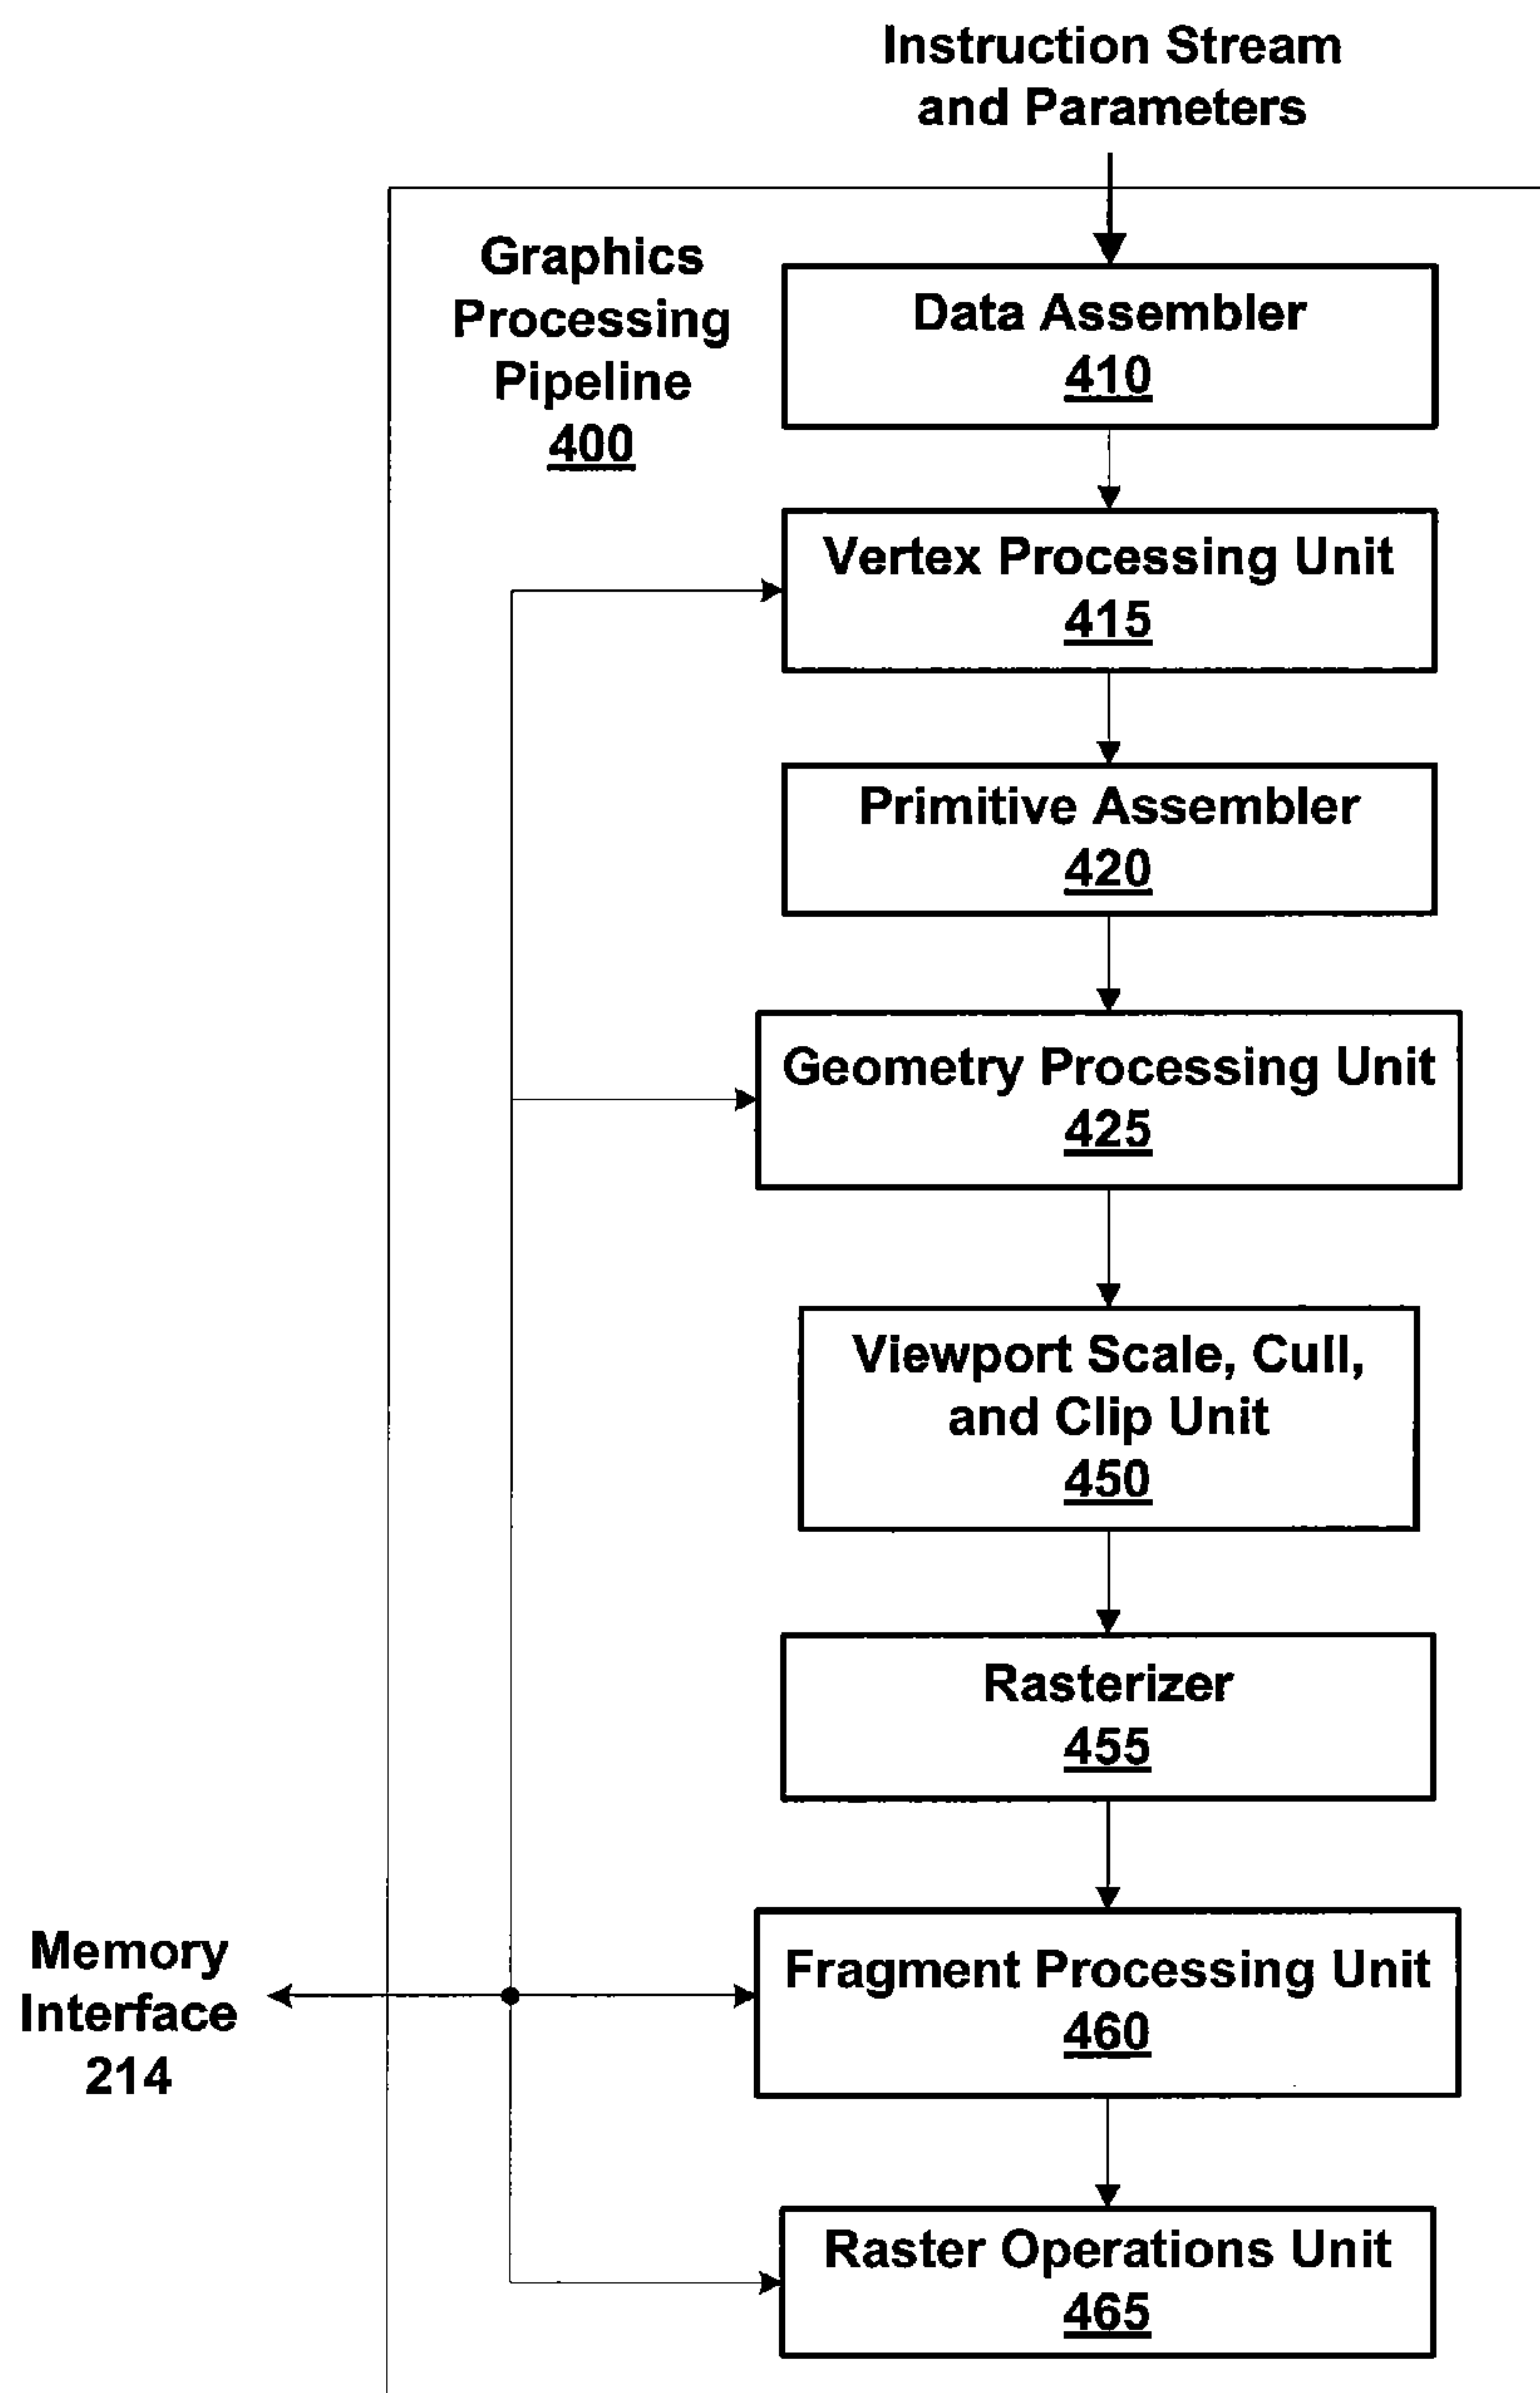 Instruction Stream
and Parameters
Graphics
Processing
Pipeline
400
Data Assembler
410
Vertex Processing Unit
415
Primitive Assembler
420
Geometry Processing Unit
425
Viewport Scale, Cull,
and Clip Unit
450
Rasterizer
455
Memory
Interface
214
Fragment Processing Unit
460
Raster Operations Unit
465